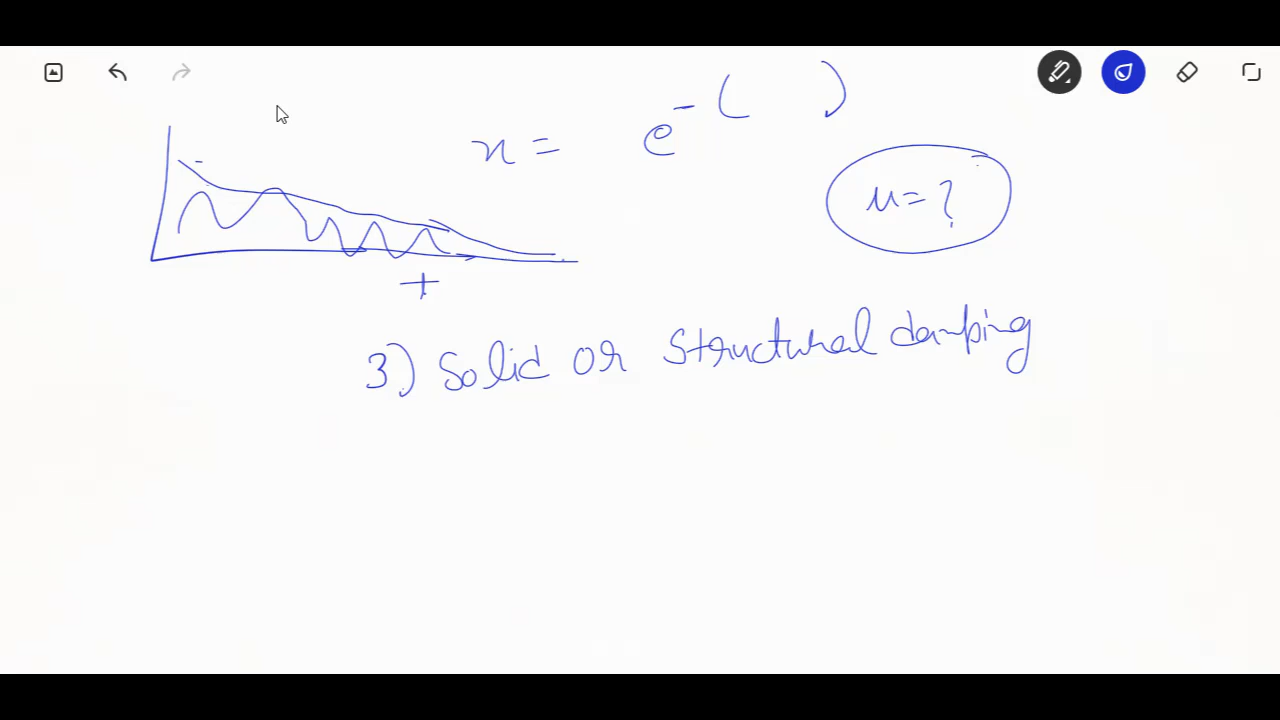 x = e^-( )
μ = ?
t
3) Solid or Structural damping